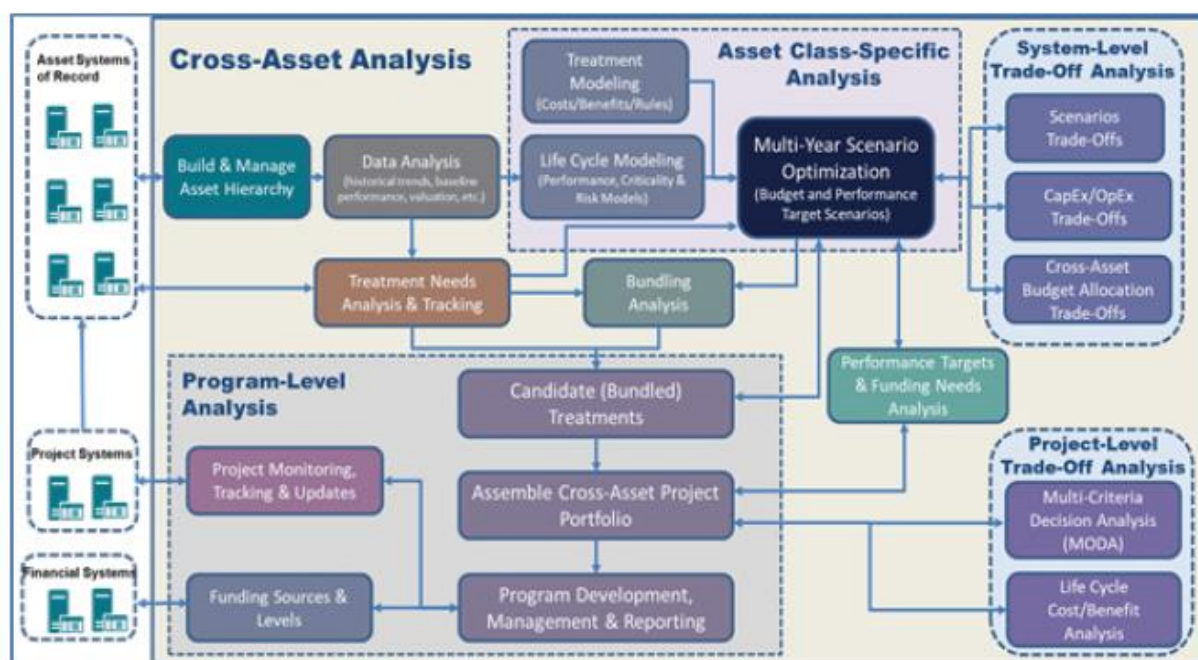 Asset Systems
of Record
Cross-Asset Analysis
Asset Class-Specific
Analysis
System-Level
Trade-Off Analysis
Treatment
Modeling
(Costs/Benefits/Rules)
Scenarios
Trade-Offs
Build & Manage
Asset Hierarchy
Data Analysis
(historical trends, baseline
performance, valuation, etc.)
Life Cycle Modeling
(Performance, Criticality &
Risk Models)
Multi-Year Scenario
Optimization
(Budget and Performance
Target Scenarios)
CapEx/OpEx
Trade-Offs
Cross-Asset
Budget Allocation
Trade-Offs
Treatment Needs
Analysis & Tracking
Bundling
Analysis
Program-Level
Analysis
Candidate (Bundled)
Treatments
Performance Targets
& Funding Needs
Analysis
Project Systems
Project Monitoring,
Tracking & Updates
Assemble Cross-Asset Project
Portfolio
Project-Level
Trade-Off Analysis
Multi-Criteria
Decision Analysis
(MODA)
Financial Systems
Funding Sources &
Levels
Program Development,
Management & Reporting
Life Cycle
Cost/Benefit
Analysis